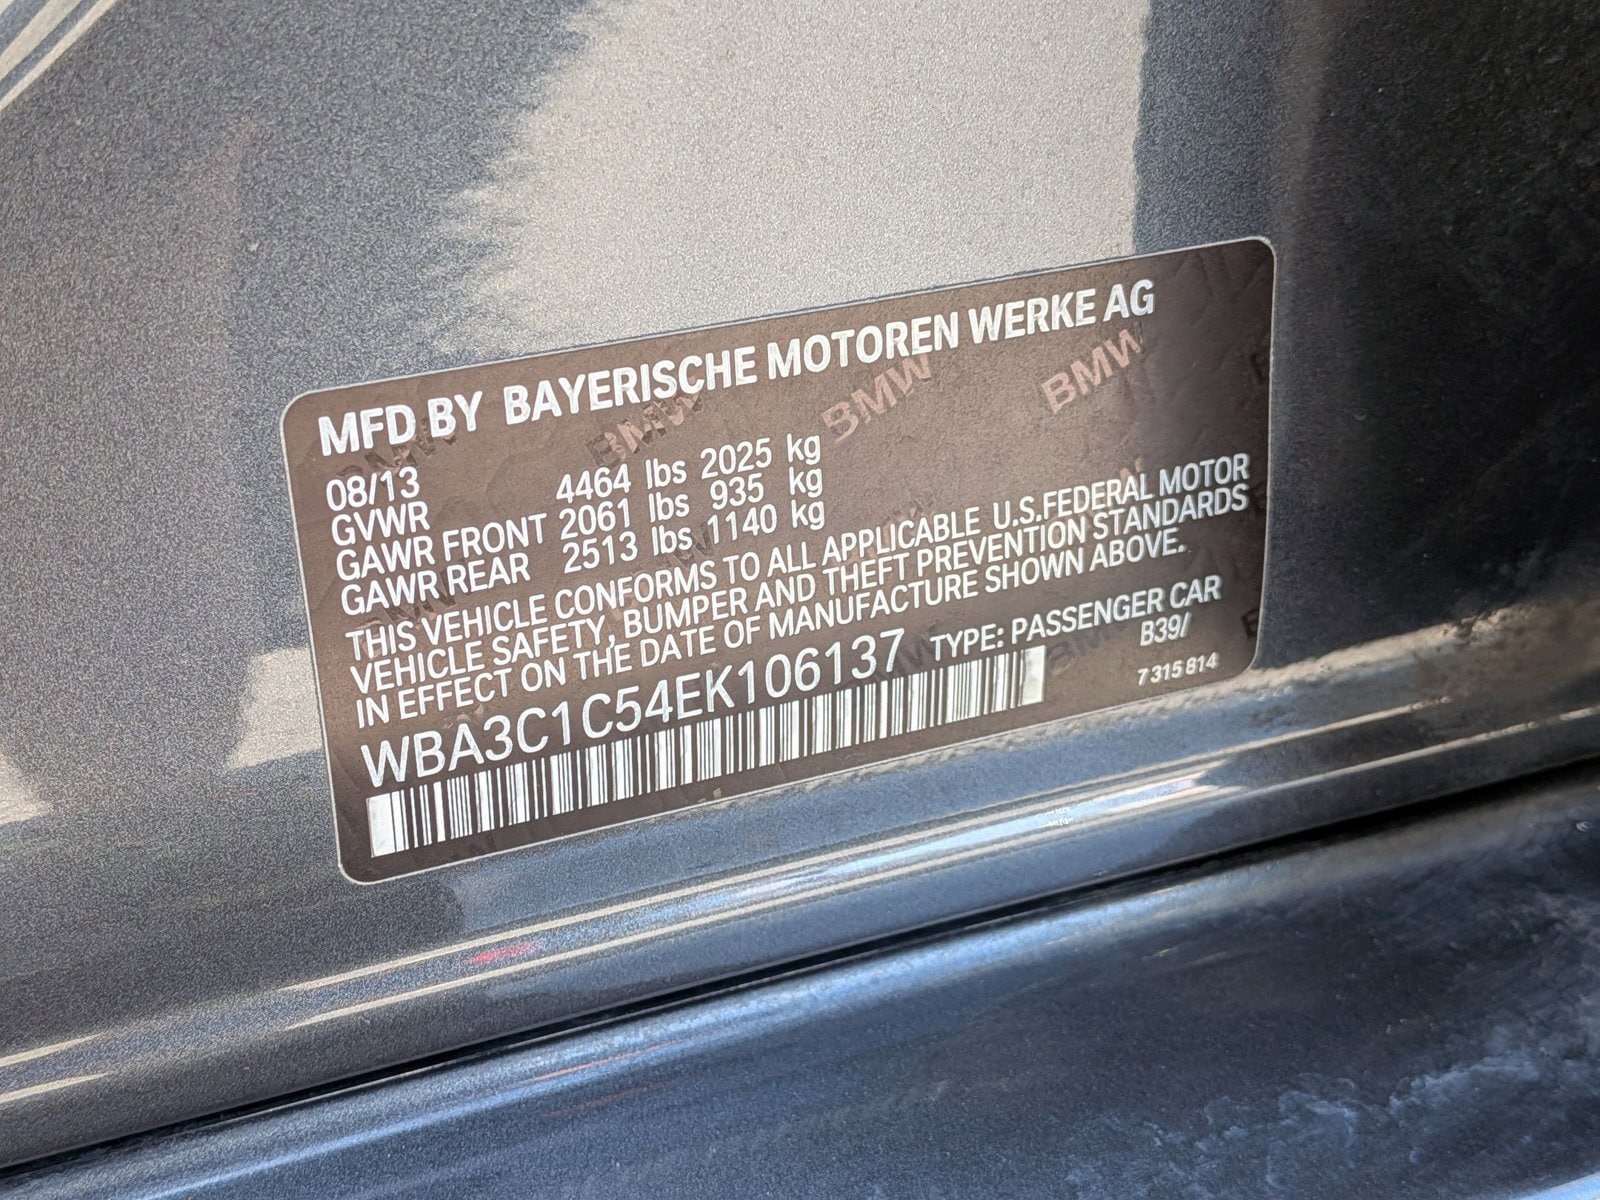 MFD BY BAYERISCHE MOTOREN WERKE AG
08/13
GVWR 4464 lbs 2025 kg
GAWR FRONT 2061 lbs 935 kg
GAWR REAR 2513 lbs 1140 kg
THIS VEHICLE CONFORMS TO ALL APPLICABLE U.S.FEDERAL MOTOR
VEHICLE SAFETY, BUMPER AND THEFT PREVENTION STANDARDS
IN EFFECT ON THE DATE OF MANUFACTURE SHOWN ABOVE.
WBA3C1C54EK106137 TYPE: PASSENGER CAR
B39/
7 315 814
BMW
BMW
BMW